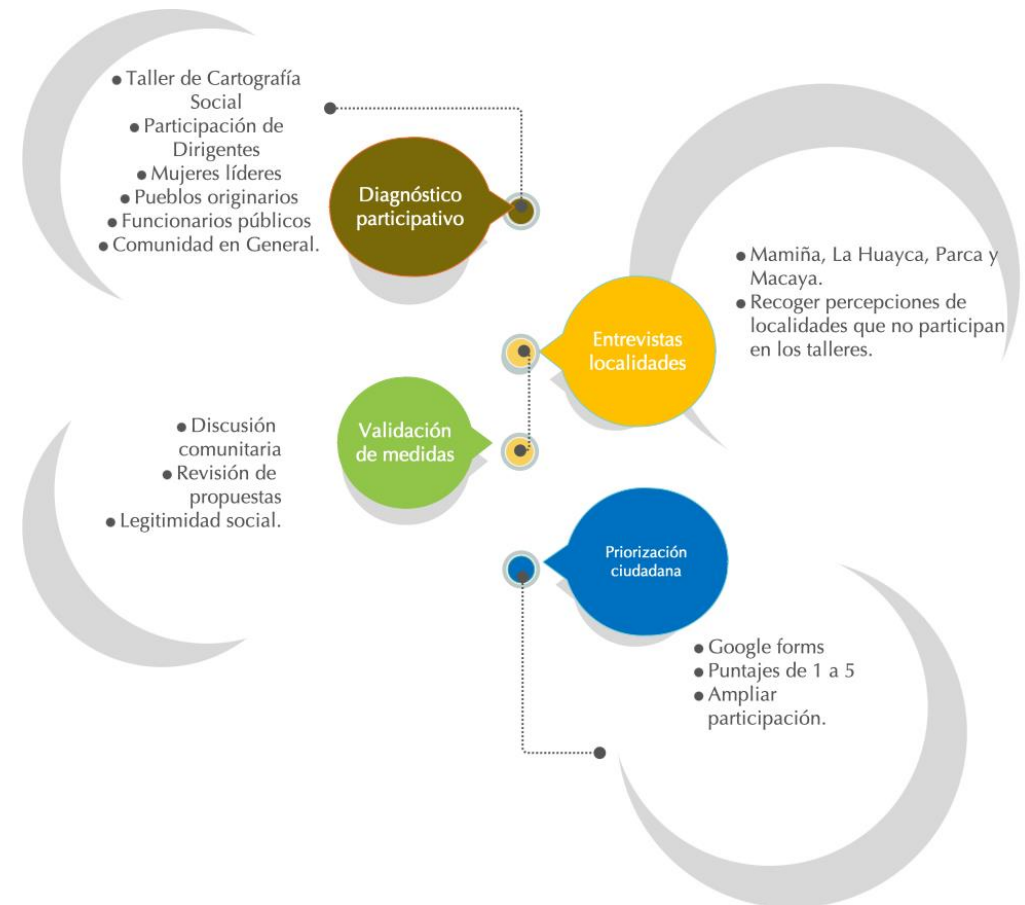 ● Taller de Cartografía
Social
● Participación de
Dirigentes
● Mujeres líderes
● Pueblos originarios
● Funcionarios públicos
● Comunidad en General.
Diagnóstico
participativo
● Mamiña, La Huayca, Parca y
Macaya.
● Recoger percepciones de
localidades que no participan
en los talleres.
Entrevistas
localidades
● Discusión
comunitaria
● Revisión de
propuestas
● Legitimidad social.
Validación
de medidas
Priorización
ciudadana
● Google forms
● Puntajes de 1 a 5
● Ampliar
participación.